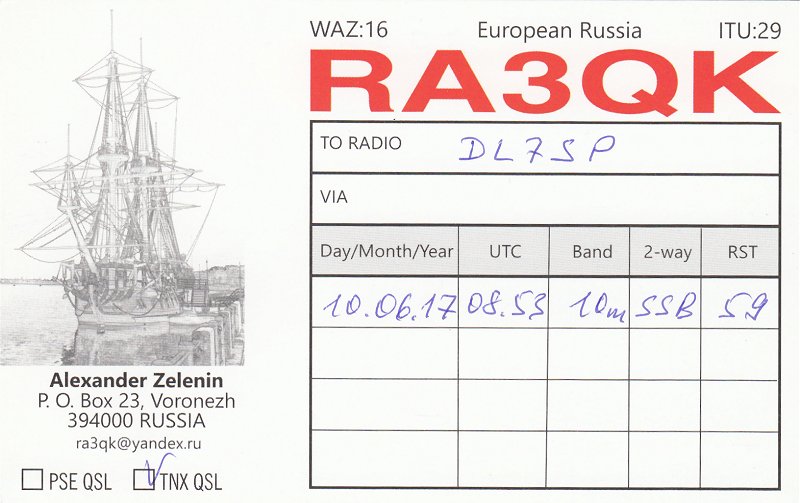 WAZ:16 European Russia ITU:29
RA3QK
TO RADIO DL7SP
VIA
Day/Month/Year UTC Band 2-way RST
10.06.17 08.53 10m SSB 59
Alexander Zelenin
P. O. Box 23, Voronezh
394000 RUSSIA
ra3qk@yandex.ru
PSE QSL TNX QSL